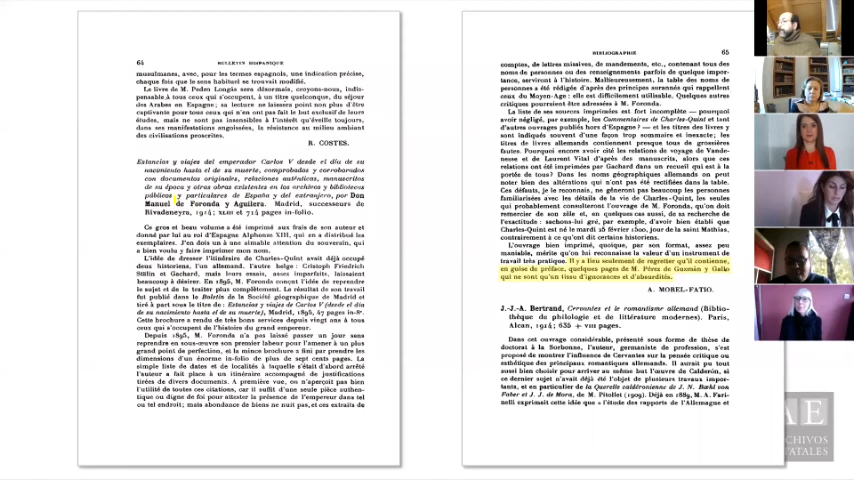 64 BULLETIN HISPANIQUE
musulmanes, avec, pour les termes espagnols, une indication précise,
chaque fois que le sens habituel se trouvait modifié.
Le livre de M. Pedro Longás sera désormais, croyons-nous, indis-
pensable à tous ceux qui s'occupent, à un titre quelconque, du séjour
des Arabes en Espagne; sa lecture ne laissera point non plus d'être
captivante pour tous ceux qui n'en ont pas fait le but exclusif de leurs
études, mais ne sont pas insensibles à l'intérêt qu'éveille toujours,
dans ses manifestations angoissées, la résistance au milieu ambiant
des civilisations proscrites.
R. COSTES.
Estancias y viajes del emperador Carlos V desde el día de su
nacimiento hasta el de su muerte, comprobadas y corroboradas
con documentos originales, relaciones auténticas, manuscritos
de su época y otras obras existentes en los archivos y bibliotecas
públicas y particulares de España y del extranjero, por Don
Manuel de Foronda y Aguilera. Madrid, successeurs de
Rivadeneyra, 1914; XLIII et 714 pages in-folio.
Ce gros et beau volume a été imprimé aux frais de son auteur et
donné par lui au roi d'Espagne Alphonse XIII, qui en a distribué les
exemplaires. J'en dois un à une aimable attention du souverain, qui
a bien voulu y faire imprimer mon nom.
L'idée de dresser l'itinéraire de Charles-Quint avait déjà occupé
deux historiens, l'un allemand, l'autre belge: Cristoph Friedrich
Stälin et Gachard, mais leurs essais, assez imparfaits, laissaient
beaucoup à désirer. En 1895, M. Foronda conçut l'idée de reprendre
le sujet et de le traiter plus complètement. Le résultat de son travail
fut publié dans le Boletín de la Société géographique de Madrid et
tiré à part sous le titre de: Estancias y viajes de Carlos V (desde el día
de su nacimiento hasta el de su muerte), Madrid, 1895, 47 pages in-8°.
Cette brochure a rendu de très bons services depuis vingt ans à tous
ceux qui s'occupent de l'histoire du grand empereur.
Depuis 1895, M. Foronda n'a pas laissé passer un jour sans
reprendre en sous-œuvre son premier labeur pour l'amener à un plus
grand point de perfection, et la mince brochure a fini par prendre les
dimensions d'un énorme in-folio de plus de sept cents pages. La
simple liste de dates et de localités à laquelle s'était d'abord arrêté
l'auteur a fait place à un itinéraire accompagné de justifications
tirées de divers documents. A première vue, on n'aperçoit pas bien
l'utilité de toutes ces citations, car il suffit d'une seule pièce authen-
tique ou digne de foi pour attester la présence de l'empereur dans tel
ou tel endroit; mais abondance de biens ne nuit pas, et ces extraits de
BIBLIOGRAPHIE 65
comptes, de lettres missives, de mandements, etc., contenant tous des
noms de personnes ou des renseignements parfois de quelque impor-
tance, serviront à l'histoire. Malheureusement, la table des noms de
personnes a été rédigée d'après des principes surannés qui rappellent
ceux du Moyen-Age: elle est difficilement utilisable. Quelques autres
critiques pourraient être adressées à M. Foronda.
La liste de ses sources imprimées est fort incomplète — pourquoi
avoir négligé, par exemple, les Commentaires de Charles-Quint et tant
d'autres ouvrages publiés hors d'Espagne? — et les titres des livres y
sont indiqués souvent d'une façon trop sommaire et inexacte; les
titres de livres allemands contiennent presque tous de grossières
fautes. Pourquoi encore avoir cité les relations de voyage de Vande-
nesse et de Laurent Vital d'après des manuscrits, alors que ces
relations ont été imprimées par Gachard dans un recueil qui est à la
portée de tous? Dans les noms géographiques allemands on peut
noter bien des altérations qui n'ont pas été rectifiées dans la table.
Ces défauts, je le reconnais, ne gêneront pas beaucoup les personnes
familiarisées avec les détails de la vie de Charles-Quint, les seules
qui probablement consulteront l'ouvrage de M. Foronda, qu'on doit
remercier de son zèle et, en quelques cas aussi, de sa recherche de
l'exactitude: sachons-lui gré, par exemple, d'avoir bien établi que
Charles-Quint est né le mardi 25 février 1500, jour de la saint Mathias,
contrairement à ce qu'ont dit certains historiens.
L'ouvrage bien imprimé, quoique, par son format, assez peu
maniable, mérite qu'on lui reconnaisse la valeur d'un instrument de
travail très pratique. Il y a lieu seulement de regretter qu'il contienne,
en guise de préface, quelques pages de M. Pérez de Guzmán y Gallo
qui ne sont qu'un tissu d'ignorances et d'absurdités.
A. MOREL-FATIO.
J.-J.-A. Bertrand, Cervantes et le romantisme allemand (Biblio-
thèque de philologie et de littérature modernes). Paris,
Alcan, 1914; 635 + VIII pages.
Dans cet ouvrage considérable, présenté sous forme de thèse de
doctorat à la Sorbonne, l'auteur, germaniste de profession, s'est
proposé de montrer l'influence de Cervantes sur la pensée critique ou
esthétique des principaux romantiques allemands. Il aurait pu tout
aussi bien choisir pour arriver au même but l'œuvre de Calderón, si
ce dernier sujet n'avait déjà été l'objet de plusieurs travaux impor-
tants, et en particulier de la Querelle caldéronienne de J. N. Bœhl von
Faber et J. J. de Mora, de M. Pitollet (1909). Déjà en 1889, M. A. Fari-
nelli exprimait cette idée que « l'étude des rapports de l'Allemagne et
AE
CHIVOS
TATALES